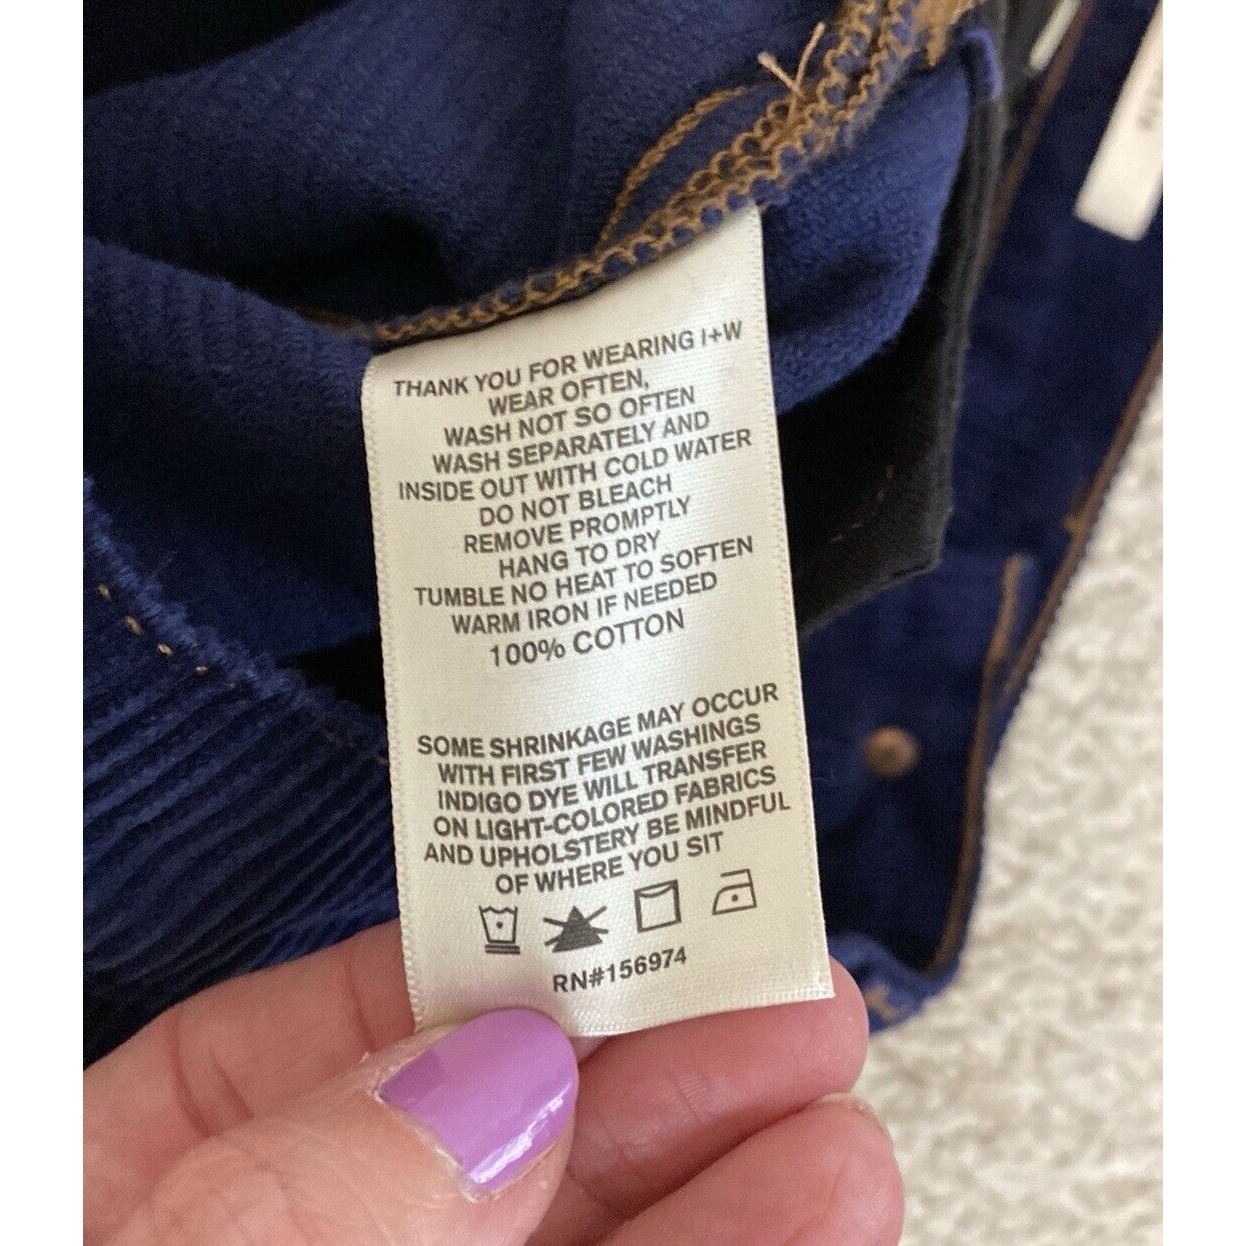 THANK YOU FOR WEARING I+W
WEAR OFTEN,
WASH NOT SO OFTEN
WASH SEPARATELY AND
INSIDE OUT WITH COLD WATER
DO NOT BLEACH
REMOVE PROMPTLY
HANG TO DRY
TUMBLE NO HEAT TO SOFTEN
WARM IRON IF NEEDED
100% COTTON
SOME SHRINKAGE MAY OCCUR
WITH FIRST FEW WASHINGS
INDIGO DYE WILL TRANSFER
ON LIGHT-COLORED FABRICS
AND UPHOLSTERY BE MINDFUL
OF WHERE YOU SIT
RN#156974